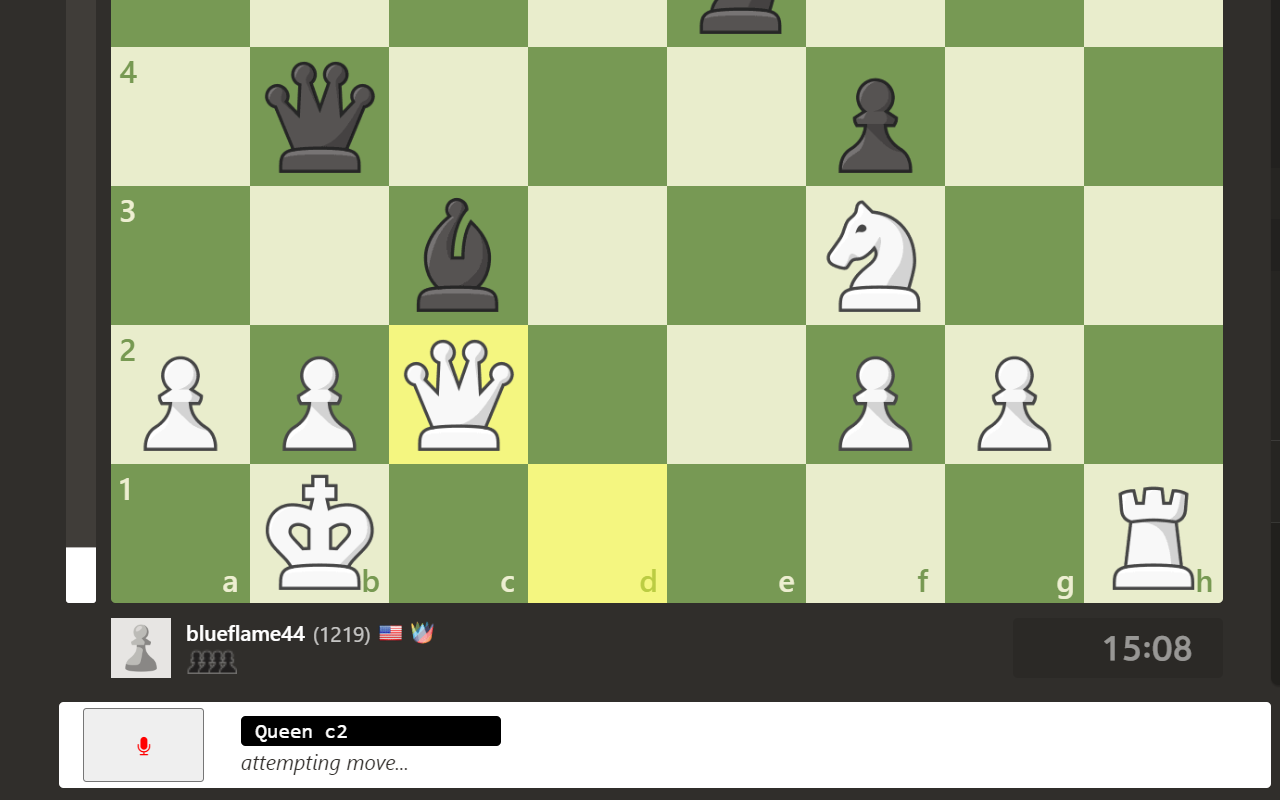 4
3
2
1
a b c d e f g h
blueflame44 (1219)
15:08
Queen c2
attempting move...